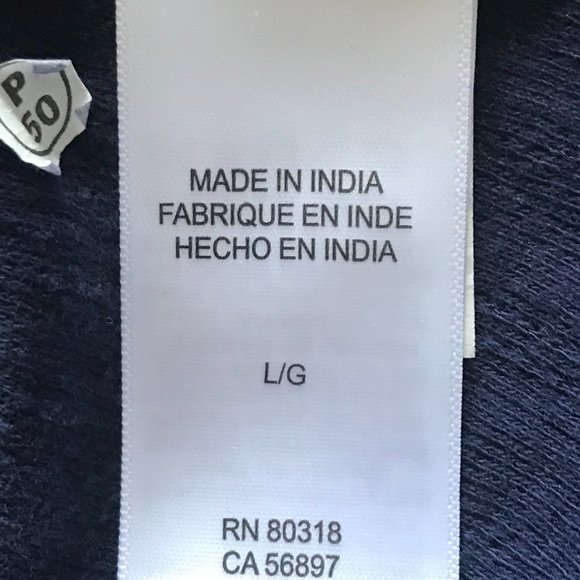 P
50
MADE IN INDIA
FABRIQUE EN INDE
HECHO EN INDIA
L/G
RN 80318
CA 56897